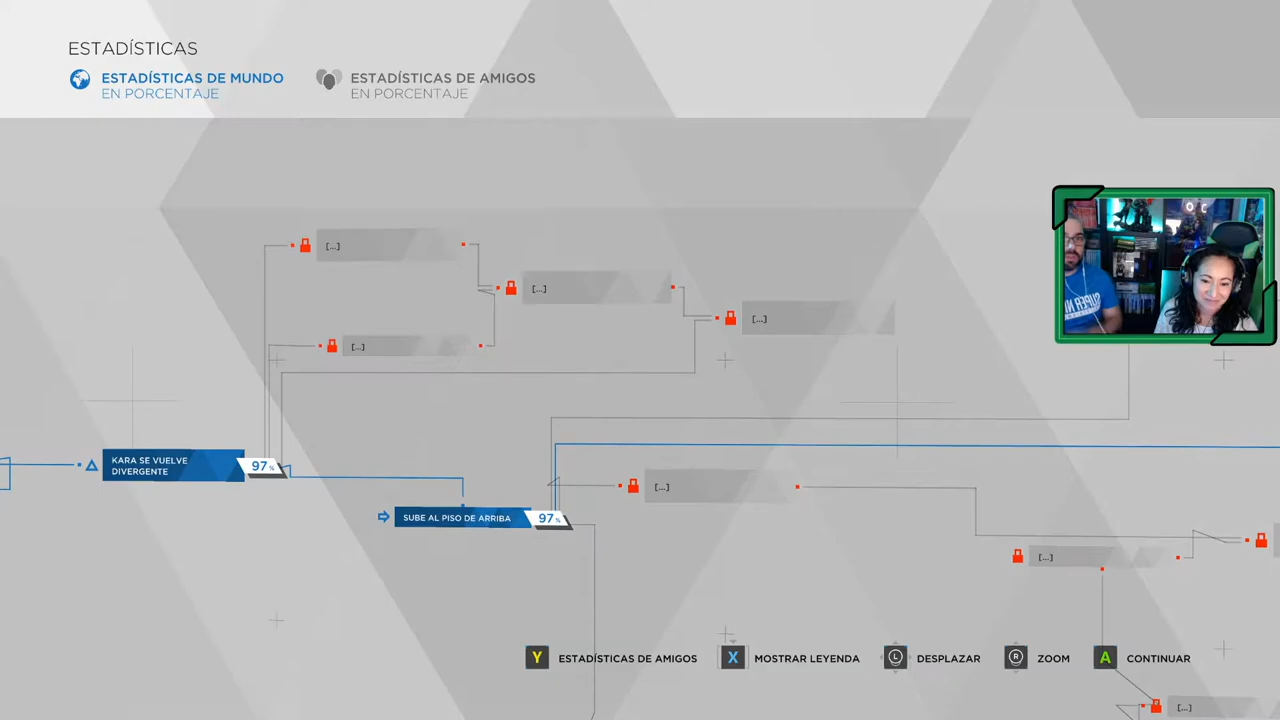 ESTADÍSTICAS
ESTADÍSTICAS DE MUNDO
EN PORCENTAJE
ESTADÍSTICAS DE AMIGOS
EN PORCENTAJE
[...]
[...]
[...]
[...]
KARA SE VUELVE
DIVERGENTE
97%
[...]
SUBE AL PISO DE ARRIBA
97%
[...]
Y ESTADÍSTICAS DE AMIGOS
X MOSTRAR LEYENDA
L DESPLAZAR
R ZOOM
A CONTINUAR
[...]